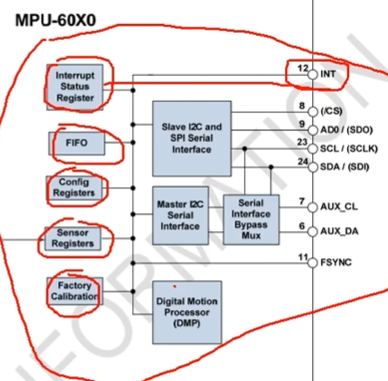 MPU-60X0
Interrupt
Status
Register
12
INT
8
(/CS)
Slave I2C and
SPI Serial
Interface
9
AD0 / (SDO)
FIFO
23
SCL / (SCLK)
24
SDA / (SDI)
Config
Registers
Master I2C
Serial
Interface
Serial
Interface
Bypass
Mux
7
AUX_CL
Sensor
Registers
6
AUX_DA
11
FSYNC
Factory
Calibration
Digital Motion
Processor
(DMP)
INFORMATION